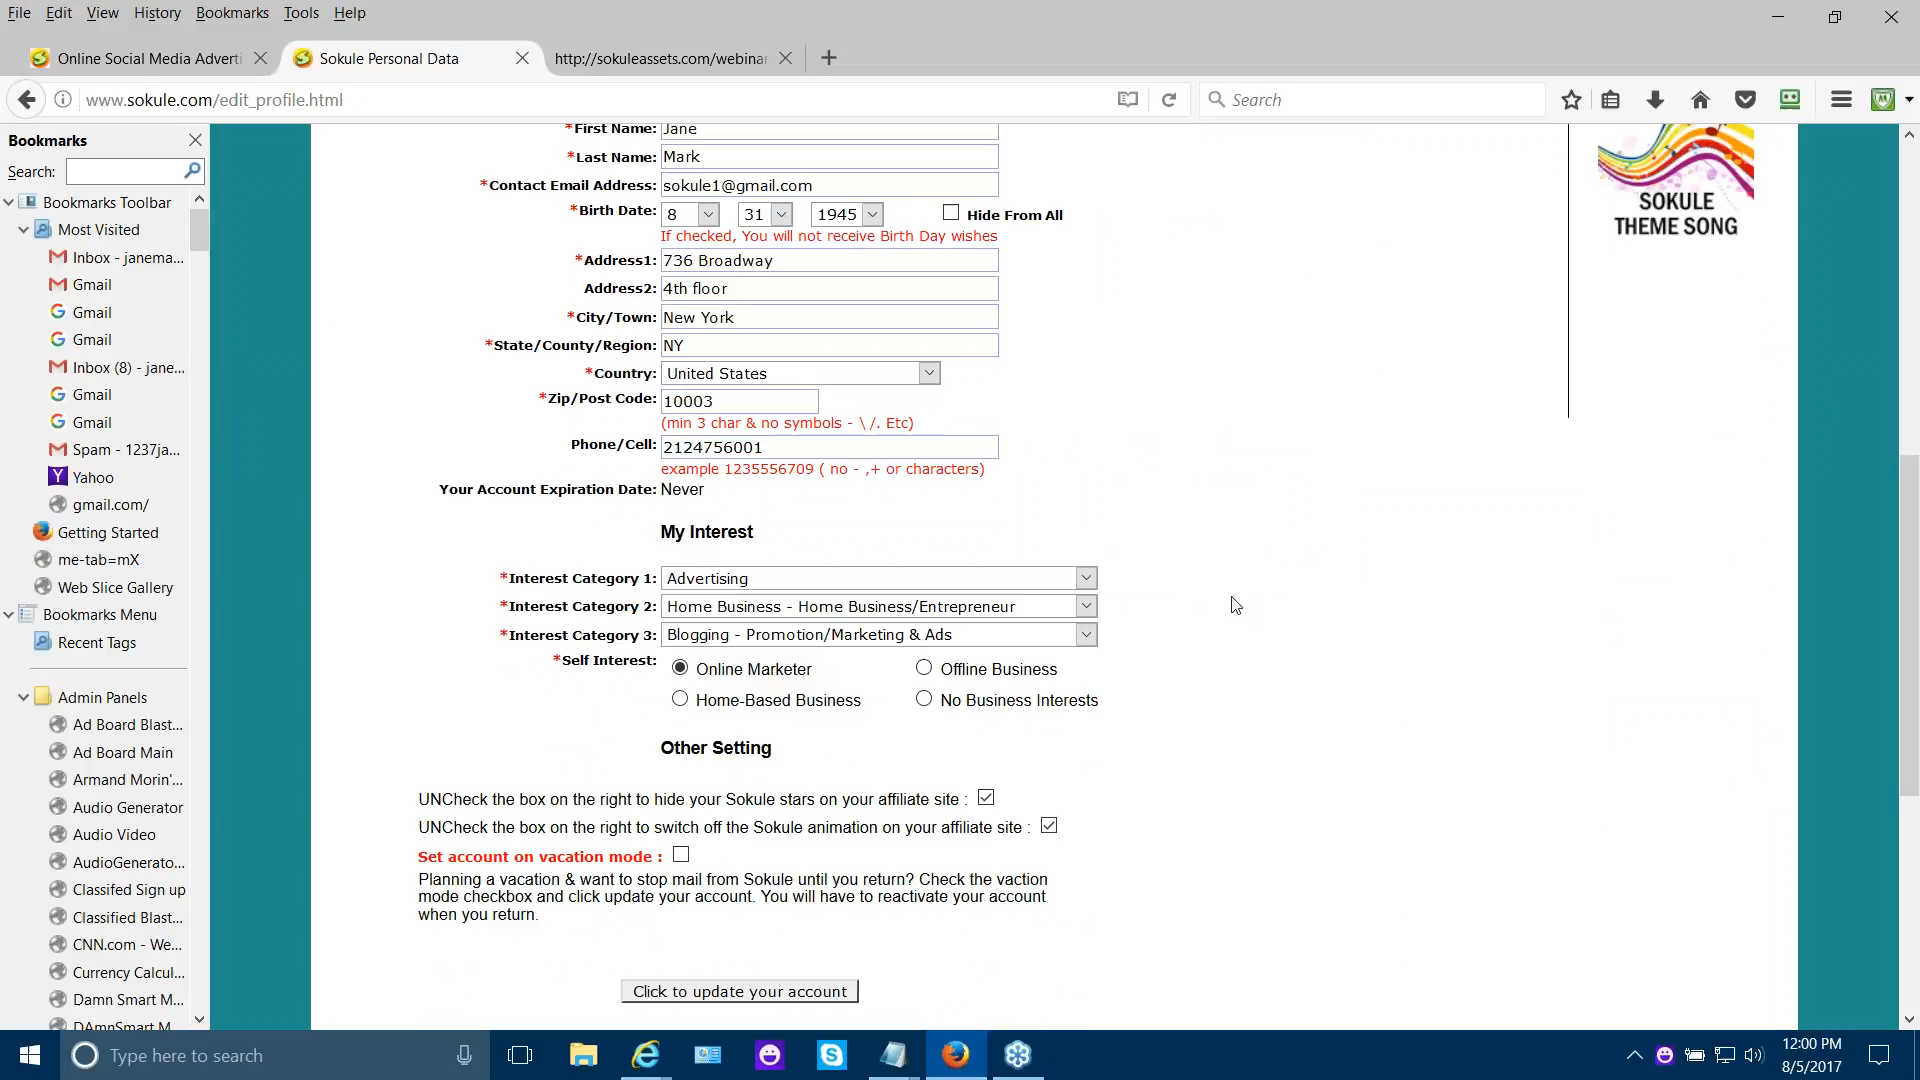 File Edit View History Bookmarks Tools Help
Online Social Media Adverti
Sokule Personal Data
http://sokuleassets.com/webinar
www.sokule.com/edit_profile.html
Search
Bookmarks
Search:
Bookmarks Toolbar
Most Visited
Inbox - janema...
Gmail
Gmail
Gmail
Inbox (8) - jane...
Gmail
Gmail
Spam - 1237ja...
Yahoo
gmail.com/
Getting Started
me-tab=mX
Web Slice Gallery
Bookmarks Menu
Recent Tags
Admin Panels
Ad Board Blast...
Ad Board Main
Armand Morin'...
Audio Generator
Audio Video
AudioGenerato...
Classifed Sign up
Classified Blast...
CNN.com - We...
Currency Calcul...
Damn Smart M...
DAmnSmart M
*First Name: Jane
*Last Name: Mark
*Contact Email Address: sokule1@gmail.com
*Birth Date: 8 31 1945 Hide From All
If checked, You will not receive Birth Day wishes
*Address1: 736 Broadway
Address2: 4th floor
*City/Town: New York
*State/County/Region: NY
*Country: United States
*Zip/Post Code: 10003
(min 3 char & no symbols - \ /. Etc)
Phone/Cell: 2124756001
example 1235556709 ( no - ,+ or characters)
Your Account Expiration Date: Never
My Interest
*Interest Category 1: Advertising
*Interest Category 2: Home Business - Home Business/Entrepreneur
*Interest Category 3: Blogging - Promotion/Marketing & Ads
*Self Interest: Online Marketer Offline Business
Home-Based Business No Business Interests
Other Setting
UNCheck the box on the right to hide your Sokule stars on your affiliate site :
UNCheck the box on the right to switch off the Sokule animation on your affiliate site :
Set account on vacation mode :
Planning a vacation & want to stop mail from Sokule until you return? Check the vaction
mode checkbox and click update your account. You will have to reactivate your account
when you return.
Click to update your account
SOKULE
THEME SONG
Type here to search
12:00 PM
8/5/2017